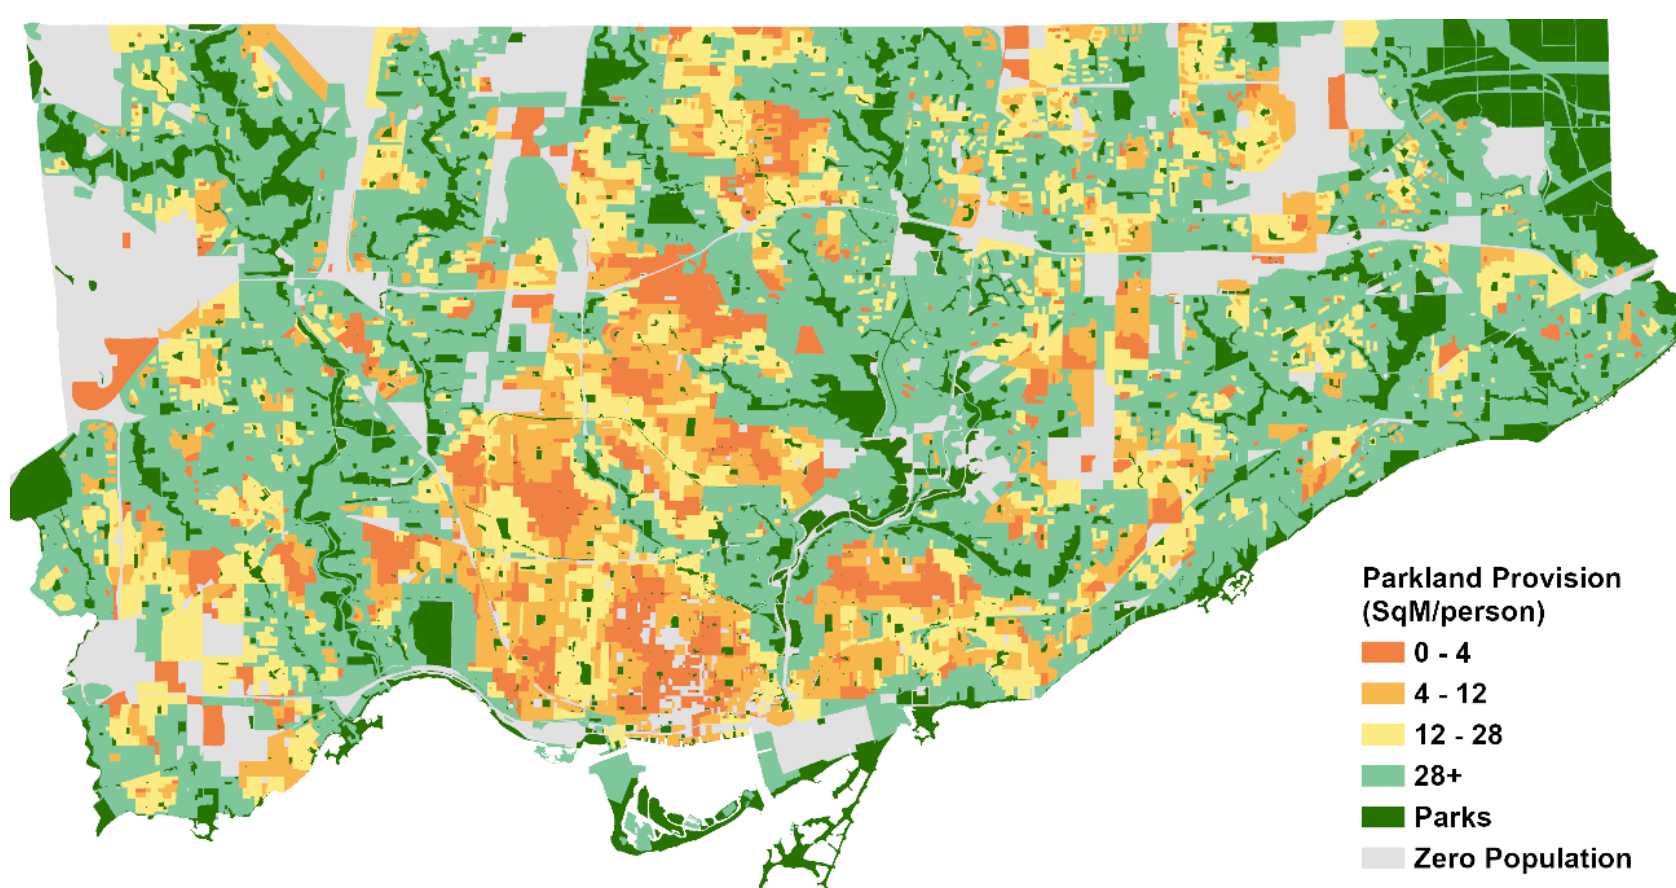 Parkland Provision
(SqM/person)
0 - 4
4 - 12
12 - 28
28+
Parks
Zero Population